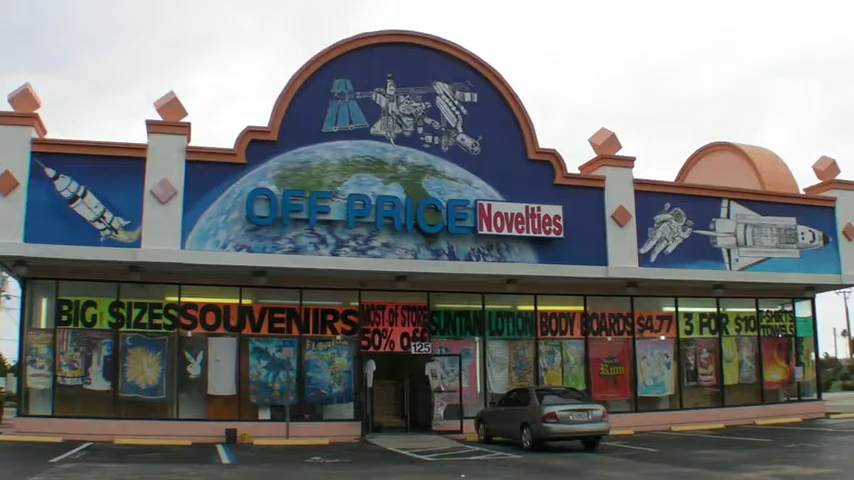 OFF PRICE Novelties
BIG SIZES
SOUVENIRS
MOST OF STORE
50% off
125
SUNTAN LOTION
BODY BOARDS $4.77
3 FOR $10
T-SHIRTS
TOWELS
FLORIDA
Rum